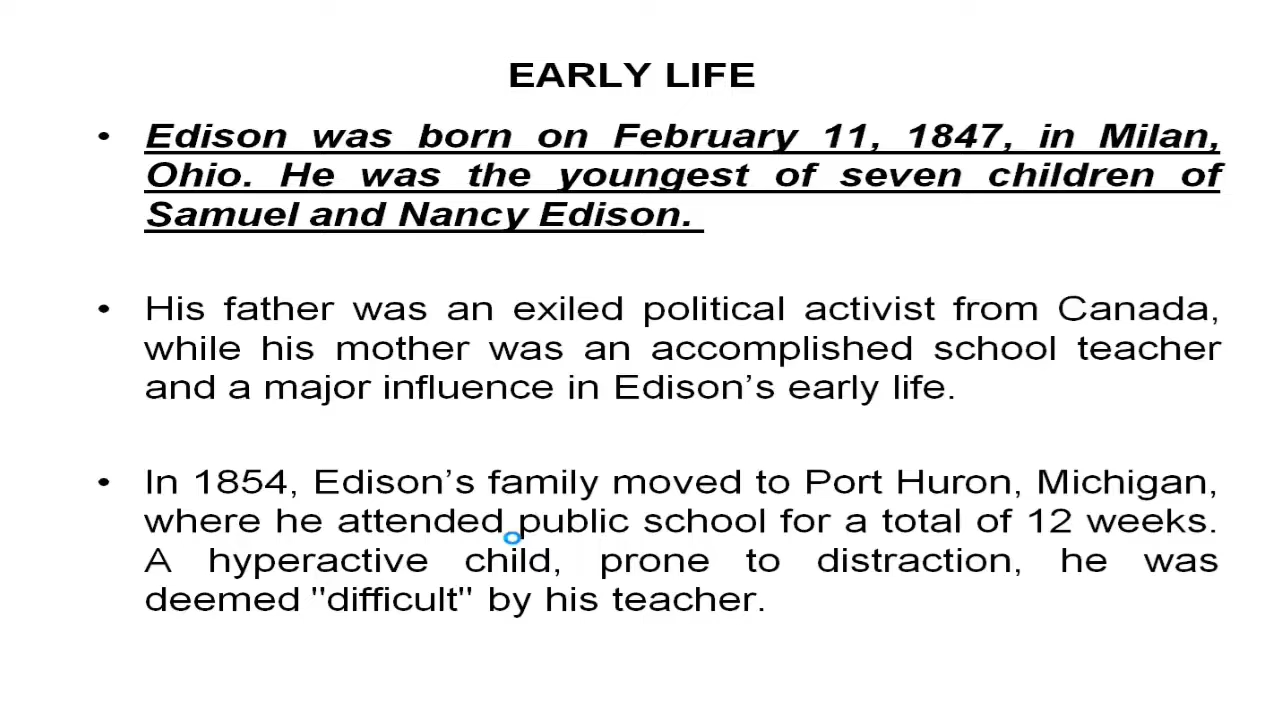 EARLY LIFE
• Edison was born on February 11, 1847, in Milan,
Ohio. He was the youngest of seven children of
Samuel and Nancy Edison.
• His father was an exiled political activist from Canada,
while his mother was an accomplished school teacher
and a major influence in Edison’s early life.
• In 1854, Edison’s family moved to Port Huron, Michigan,
where he attended public school for a total of 12 weeks.
A hyperactive child, prone to distraction, he was
deemed "difficult" by his teacher.